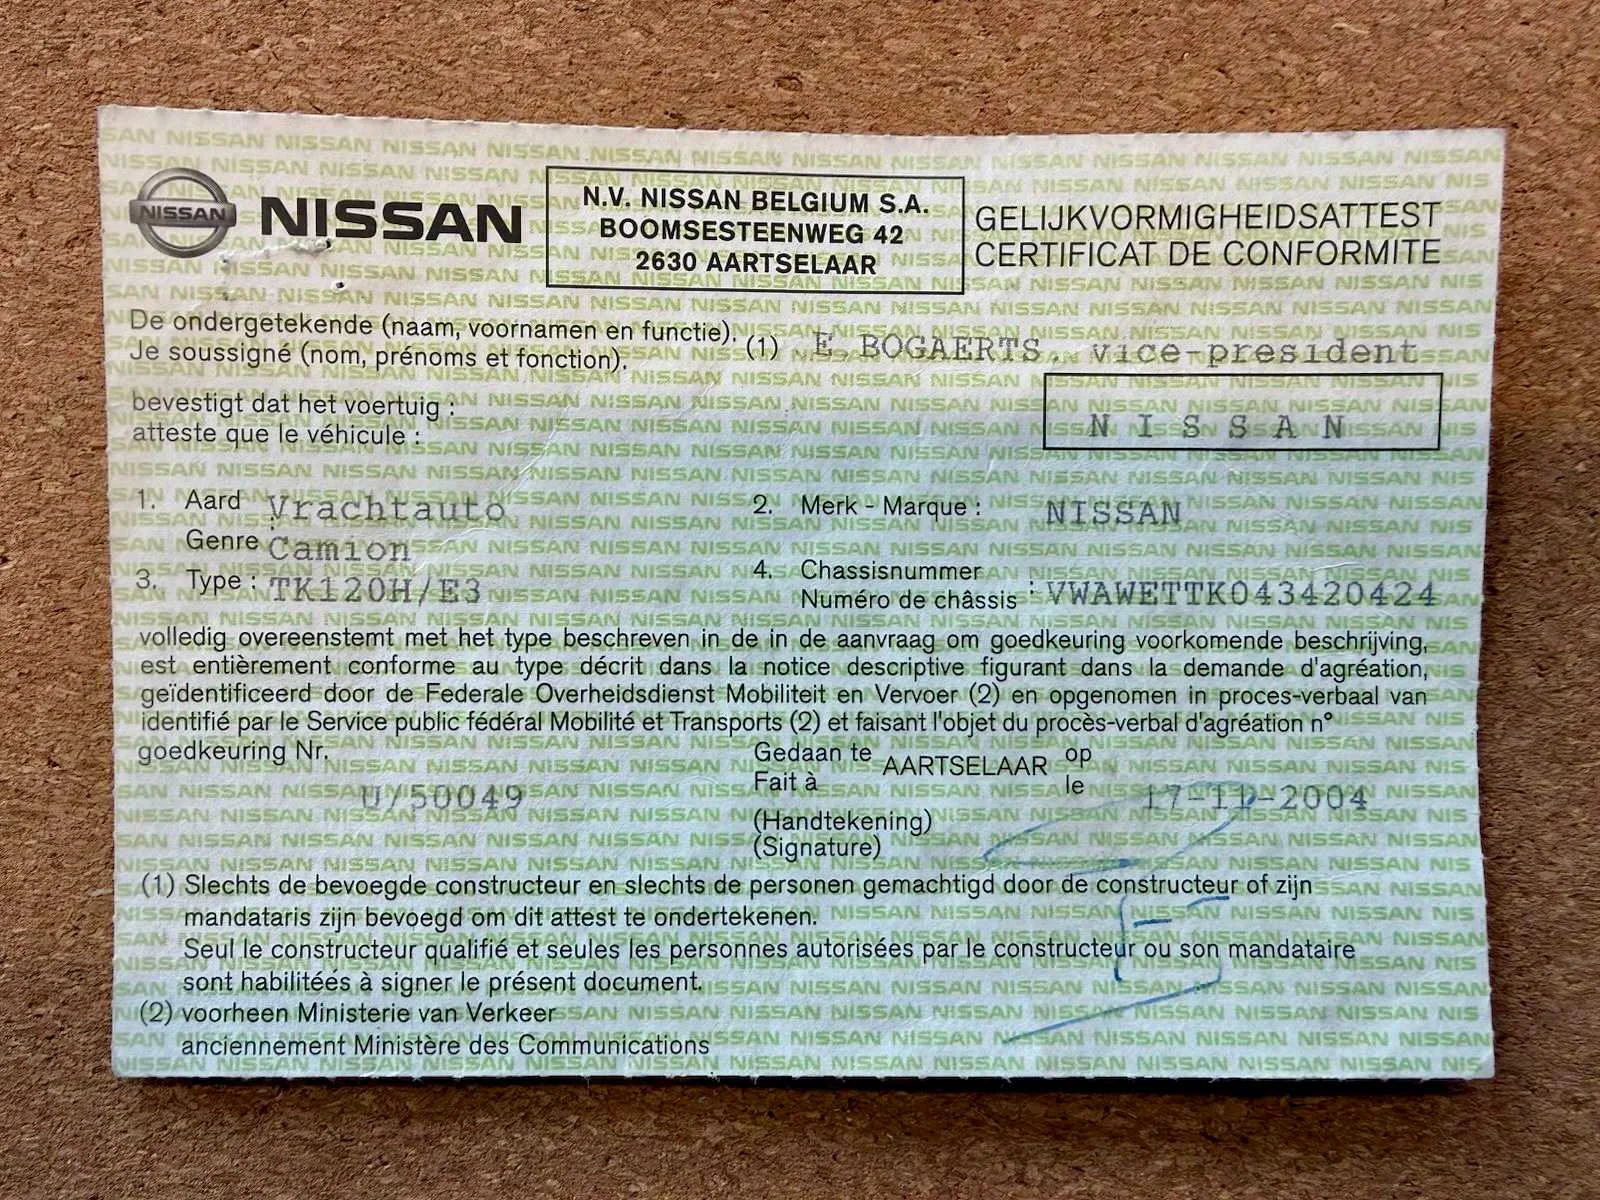 NISSAN
NISSAN
N.V. NISSAN BELGIUM S.A.
BOOMSESTEENWEG 42
2630 AARTSELAAR
GELIJKVORMIGHEIDSATTEST
CERTIFICAT DE CONFORMITE
De ondergetekende (naam, voornamen en functie).
Je soussigné (nom, prénoms et fonction).
(1) E. BOGAERTS, vice-president
bevestigt dat het voertuig :
atteste que le véhicule :
N I S S A N
1. Aard Vrachtauto
Genre : Camion
2. Merk - Marque : NISSAN
3. Type : TK120H/E3
4. Chassisnummer
Numéro de châssis : VWAWETTK043420424
volledig overeenstemt met het type beschreven in de in de aanvraag om goedkeuring voorkomende beschrijving,
est entièrement conforme au type décrit dans la notice descriptive figurant dans la demande d'agréation,
geïdentificeerd door de Federale Overheidsdienst Mobiliteit en Vervoer (2) en opgenomen in proces-verbaal van
identifié par le Service public fédéral Mobilité et Transports (2) et faisant l'objet du procès-verbal d'agréation n°
goedkeuring Nr.
U/50049
Gedaan te AARTSELAAR op
Fait à le
17-11-2004
(Handtekening)
(Signature)
(1) Slechts de bevoegde constructeur en slechts de personen gemachtigd door de constructeur of zijn
mandataris zijn bevoegd om dit attest te ondertekenen.
Seul le constructeur qualifié et seules les personnes autorisées par le constructeur ou son mandataire
sont habilitéés à signer le présent document.
(2) voorheen Ministerie van Verkeer
anciennement Ministère des Communications